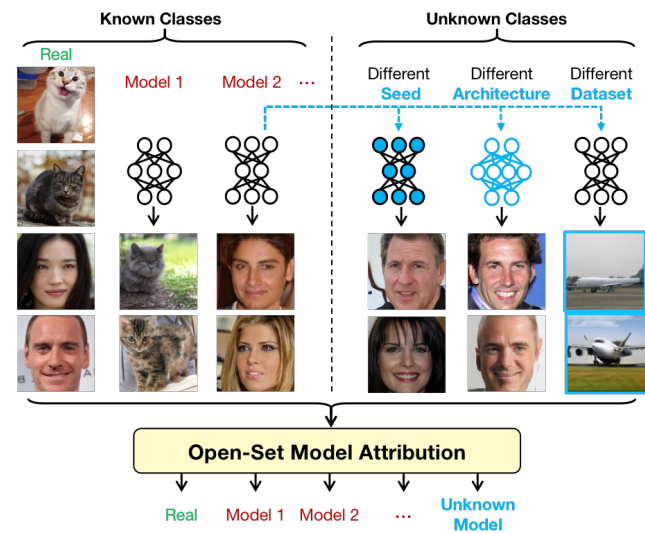 Known Classes
Unknown Classes
Real
Model 1
Model 2
...
Different
Seed
Different
Architecture
Different
Dataset
Open-Set Model Attribution
Real
Model 1
Model 2
...
Unknown
Model